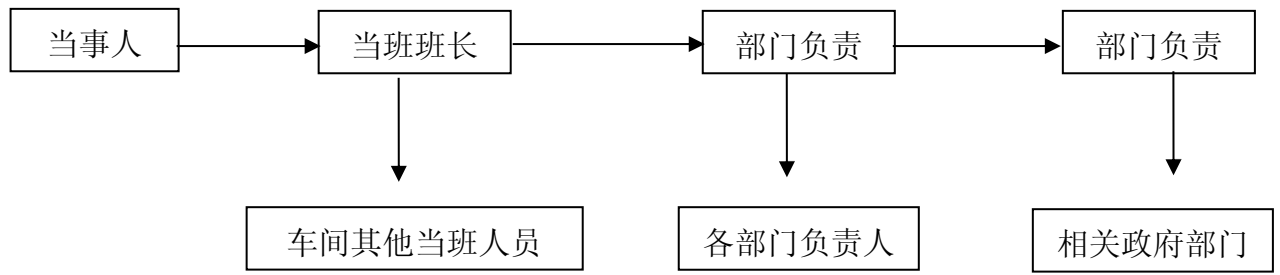 当事人
当班班长
部门负责
部门负责
车间其他当班人员
各部门负责人
相关政府部门